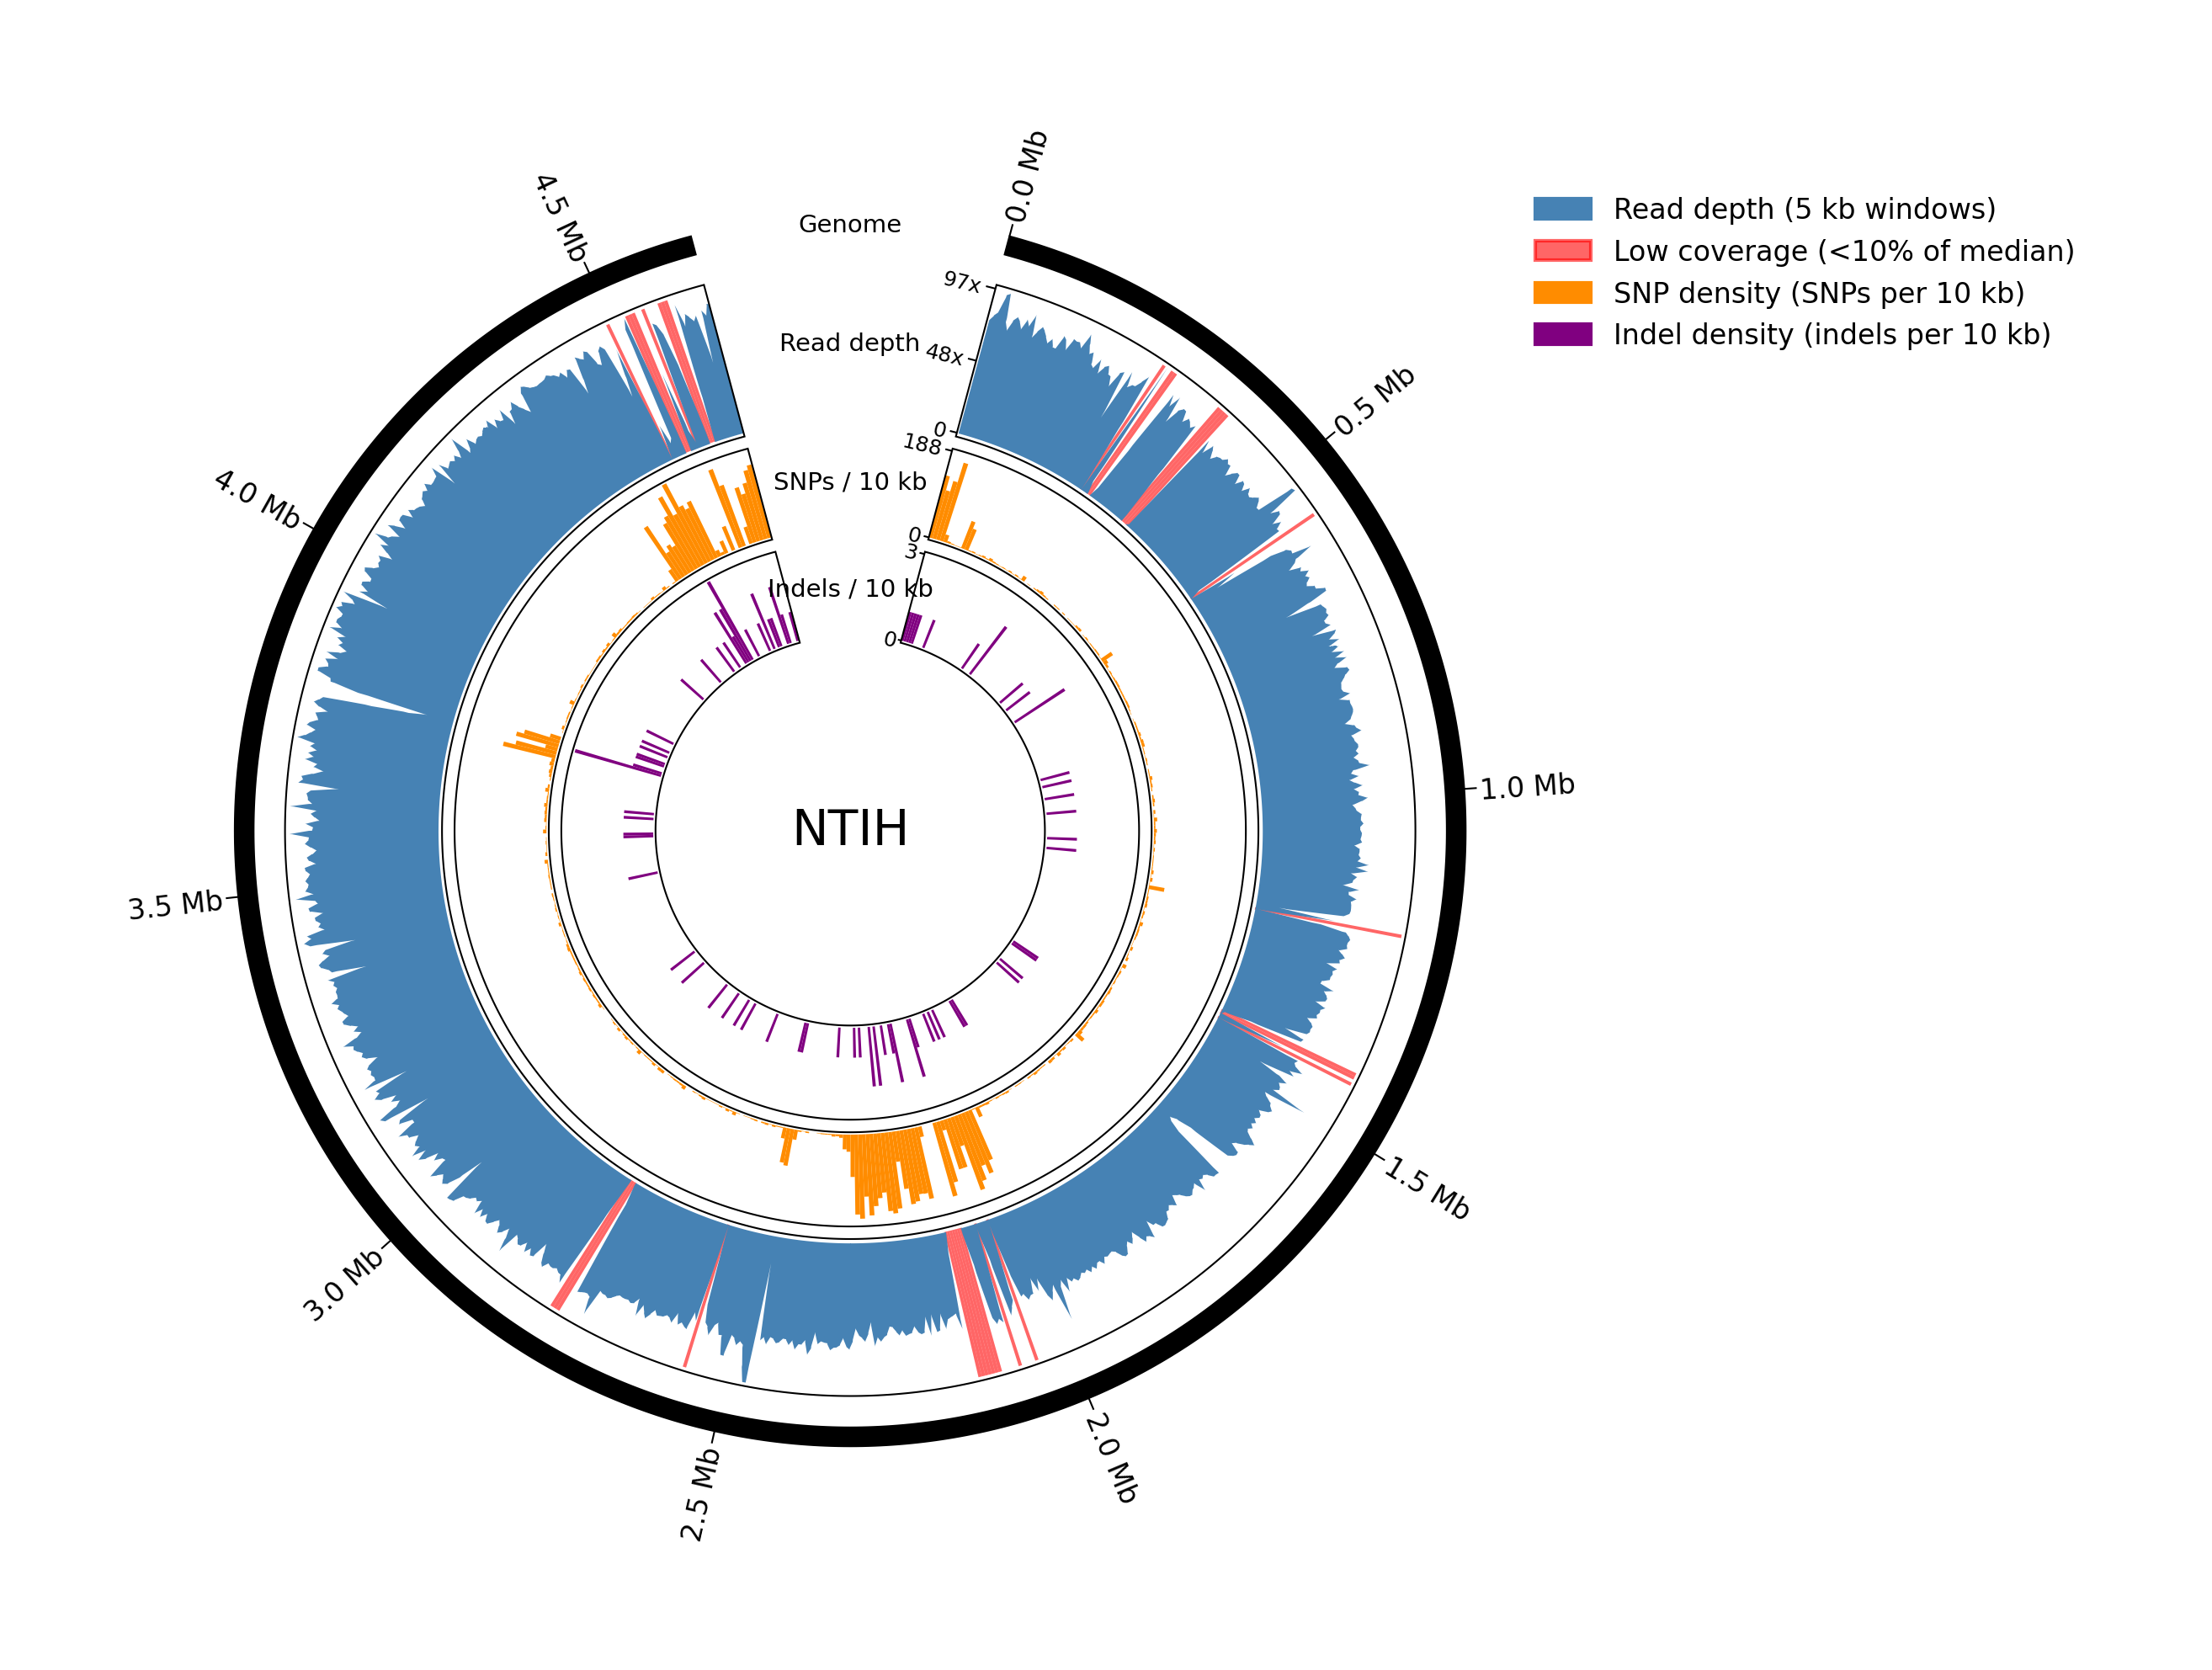 Genome
Read depth
SNPs / 10 kb
Indels / 10 kb
97x
48x
0
188
0
3
0
0.0 Mb
0.5 Mb
1.0 Mb
1.5 Mb
2.0 Mb
2.5 Mb
3.0 Mb
3.5 Mb
4.0 Mb
4.5 Mb
NTIH
Read depth (5 kb windows)
Low coverage (<10% of median)
SNP density (SNPs per 10 kb)
Indel density (indels per 10 kb)